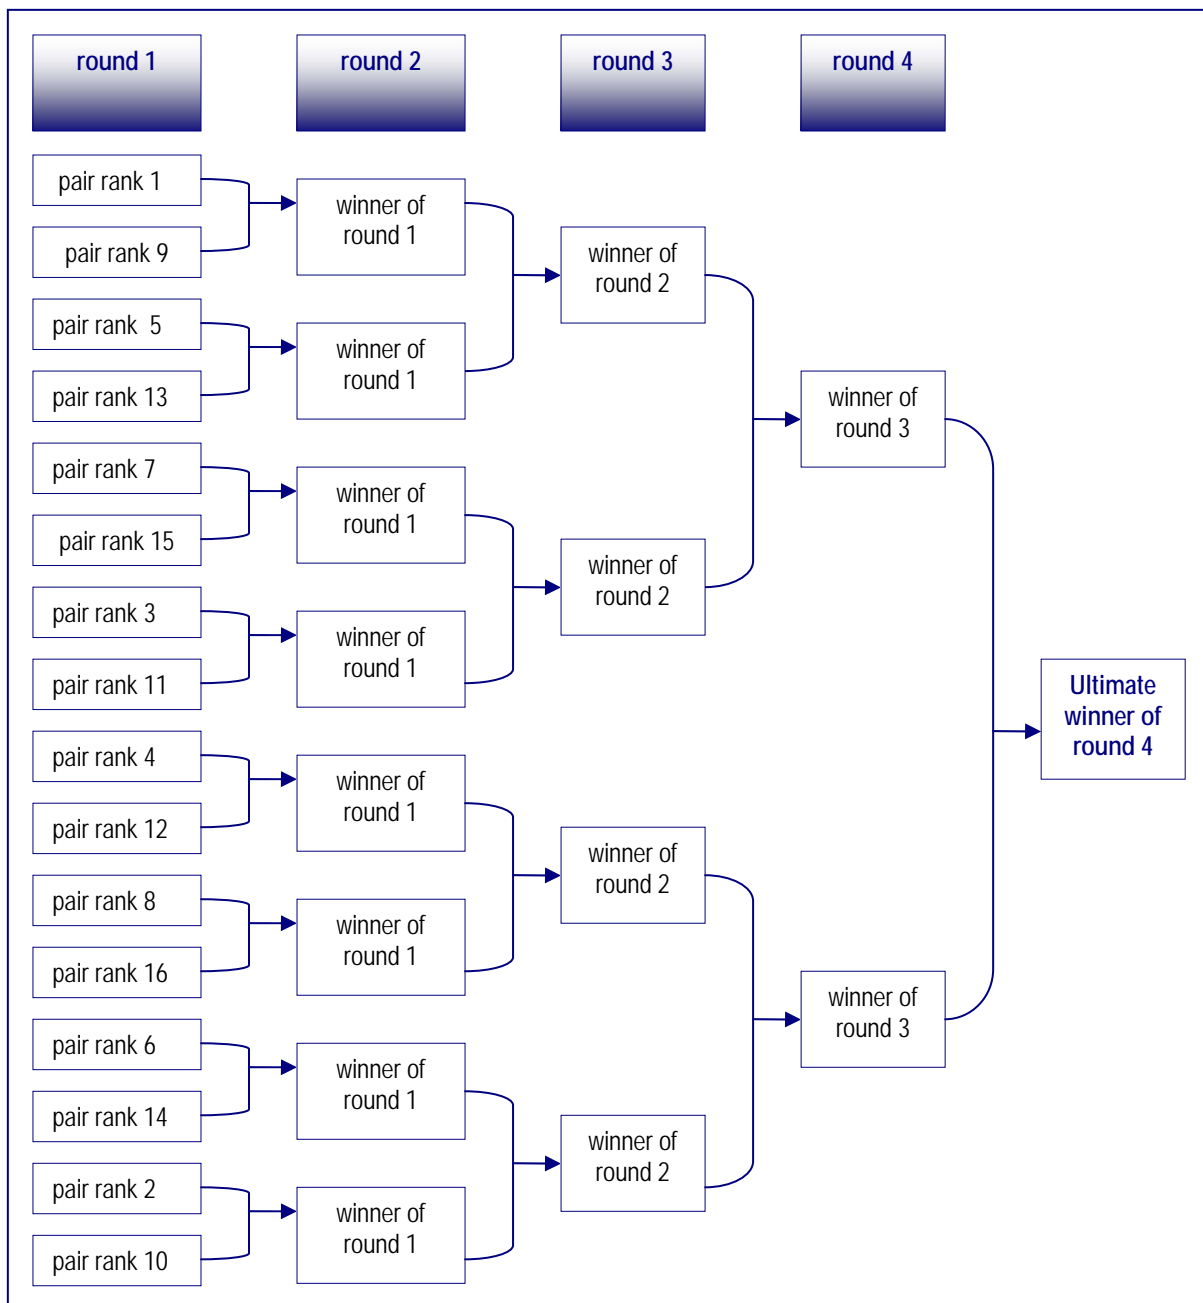 round 1
round 2
round 3
round 4
pair rank 1
pair rank 9
pair rank 5
pair rank 13
pair rank 7
pair rank 15
pair rank 3
pair rank 11
pair rank 4
pair rank 12
pair rank 8
pair rank 16
pair rank 6
pair rank 14
pair rank 2
pair rank 10
winner of
round 1
winner of
round 1
winner of
round 1
winner of
round 1
winner of
round 1
winner of
round 1
winner of
round 1
winner of
round 1
winner of
round 2
winner of
round 2
winner of
round 2
winner of
round 2
winner of
round 3
winner of
round 3
Ultimate
winner of
round 4